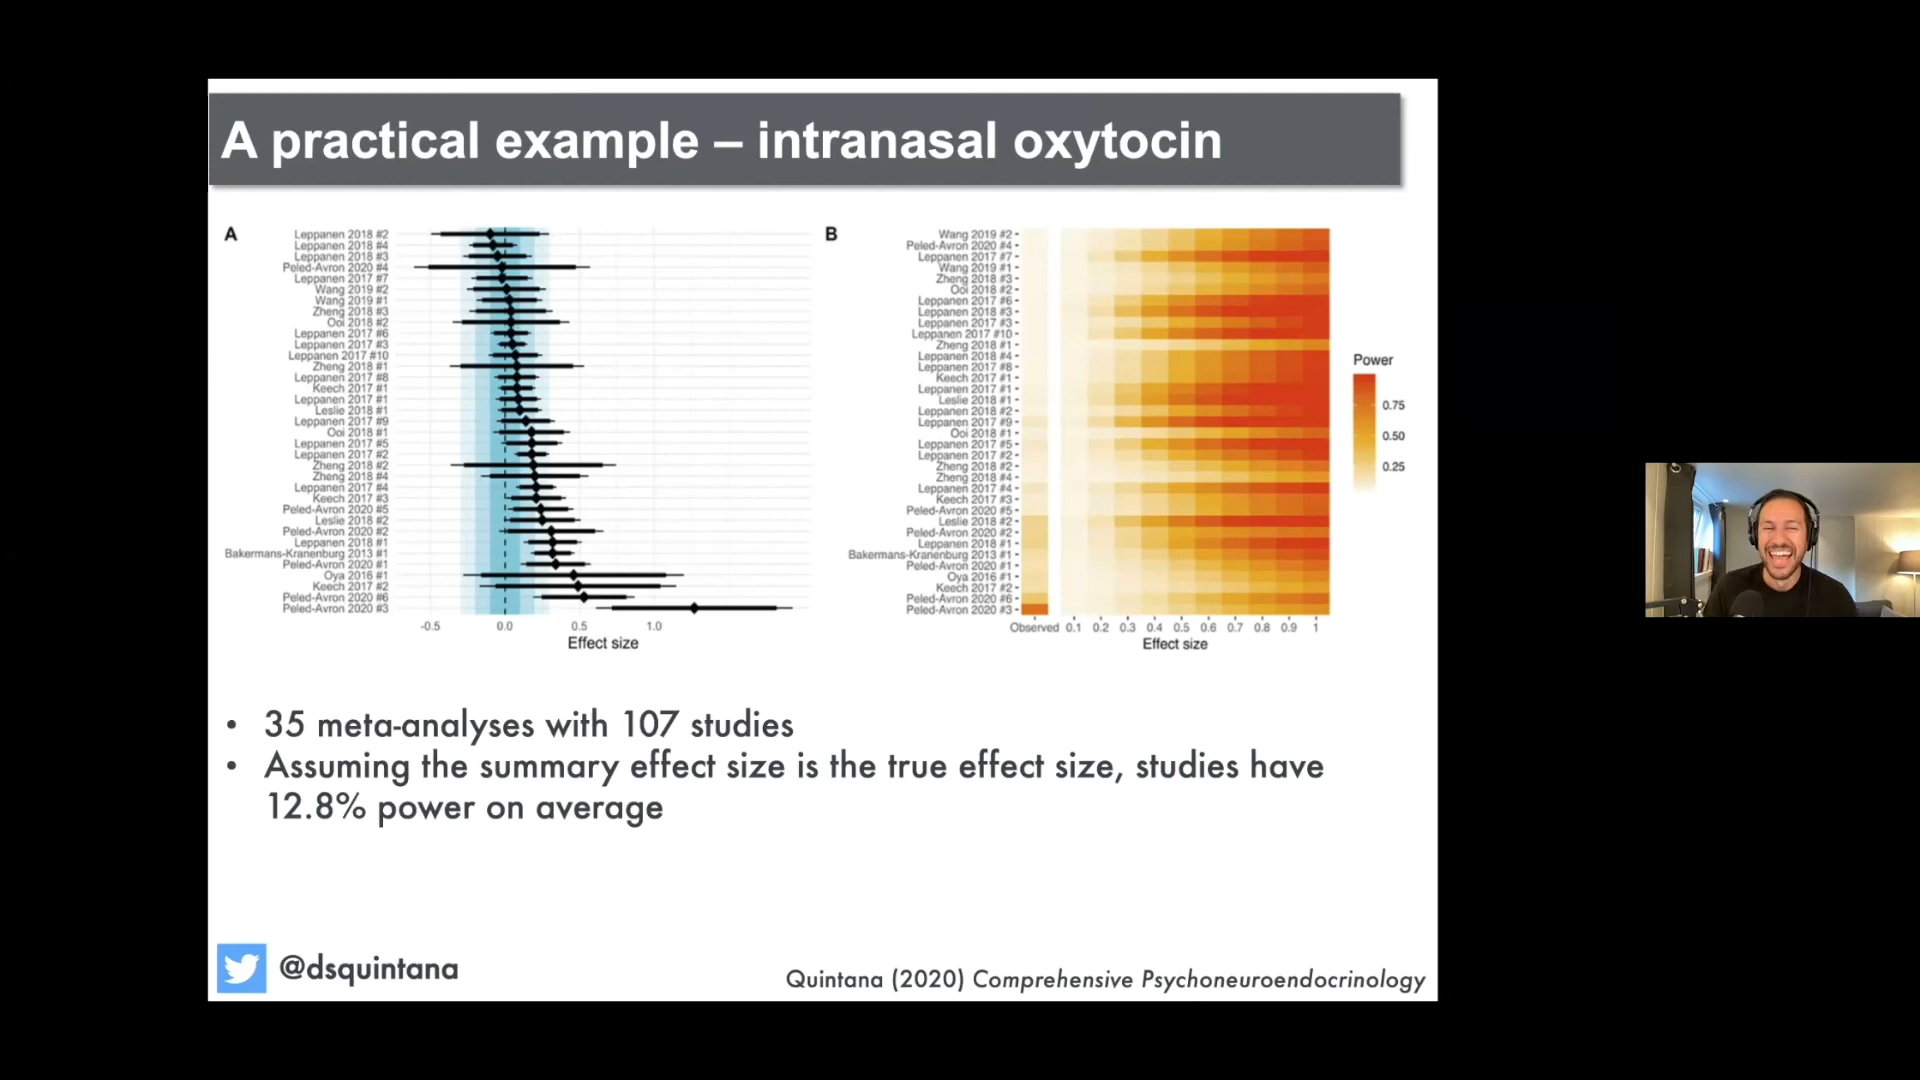 A practical example – intranasal oxytocin
A
Leppanen 2018 #2
Leppanen 2018 #4
Leppanen 2018 #3
Peled-Avron 2020 #4
Leppanen 2017 #7
Wang 2019 #2
Wang 2019 #1
Zheng 2018 #3
Ooi 2018 #2
Leppanen 2017 #6
Leppanen 2017 #3
Leppanen 2017 #10
Zheng 2018 #1
Leppanen 2017 #8
Keech 2017 #1
Leppanen 2017 #1
Leslie 2018 #1
Leppanen 2017 #9
Ooi 2018 #1
Leppanen 2017 #5
Leppanen 2017 #2
Zheng 2018 #2
Zheng 2018 #4
Leppanen 2017 #4
Keech 2017 #3
Peled-Avron 2020 #5
Leslie 2018 #2
Peled-Avron 2020 #2
Leppanen 2018 #1
Bakermans-Kranenburg 2013 #1
Peled-Avron 2020 #1
Oya 2016 #1
Keech 2017 #2
Peled-Avron 2020 #6
Peled-Avron 2020 #3
-0.5 0.0 0.5 1.0
Effect size
B
Wang 2019 #2
Peled-Avron 2020 #4
Leppanen 2017 #7
Wang 2019 #1
Zheng 2018 #3
Ooi 2018 #2
Leppanen 2017 #6
Leppanen 2018 #3
Leppanen 2017 #3
Leppanen 2017 #10
Zheng 2018 #1
Leppanen 2018 #4
Leppanen 2017 #8
Keech 2017 #1
Leppanen 2017 #1
Leslie 2018 #1
Leppanen 2018 #2
Leppanen 2017 #9
Ooi 2018 #1
Leppanen 2017 #5
Leppanen 2017 #2
Zheng 2018 #2
Zheng 2018 #4
Leppanen 2017 #4
Keech 2017 #3
Peled-Avron 2020 #5
Leslie 2018 #2
Peled-Avron 2020 #2
Leppanen 2018 #1
Bakermans-Kranenburg 2013 #1
Peled-Avron 2020 #1
Oya 2016 #1
Keech 2017 #2
Peled-Avron 2020 #6
Peled-Avron 2020 #3
Observed 0.1 0.2 0.3 0.4 0.5 0.6 0.7 0.8 0.9 1
Effect size
Power
0.75
0.50
0.25
• 35 meta-analyses with 107 studies
• Assuming the summary effect size is the true effect size, studies have
12.8% power on average
@dsquintana
Quintana (2020) Comprehensive Psychoneuroendocrinology